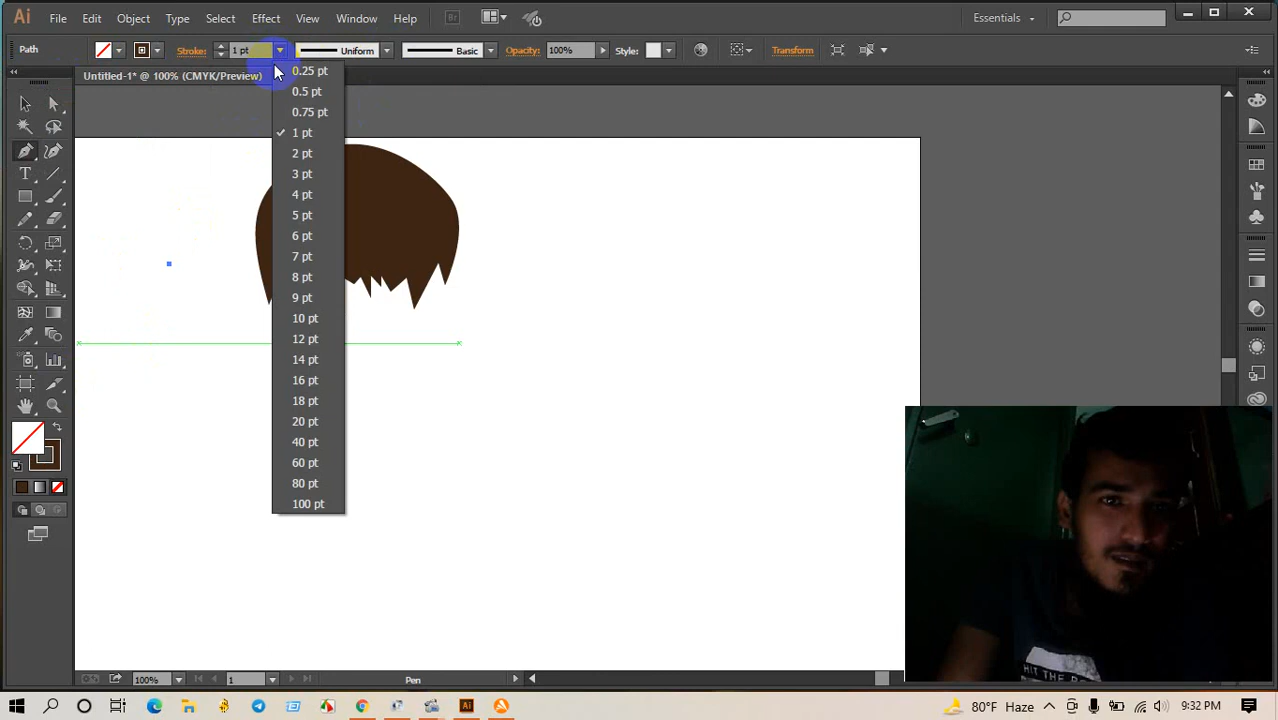 Ai File Edit Object Type Select Effect View Window Help Br Essentials
Path Stroke: 1 pt Uniform Basic Opacity: 100% Style: Transform
Untitled-1* @ 100% (CMYK/Preview)
0.25 pt
0.5 pt
0.75 pt
1 pt
2 pt
3 pt
4 pt
5 pt
6 pt
7 pt
8 pt
9 pt
10 pt
12 pt
14 pt
16 pt
18 pt
20 pt
40 pt
60 pt
80 pt
100 pt
100% 1 Pen
Ai 80°F Haze 9:32 PM